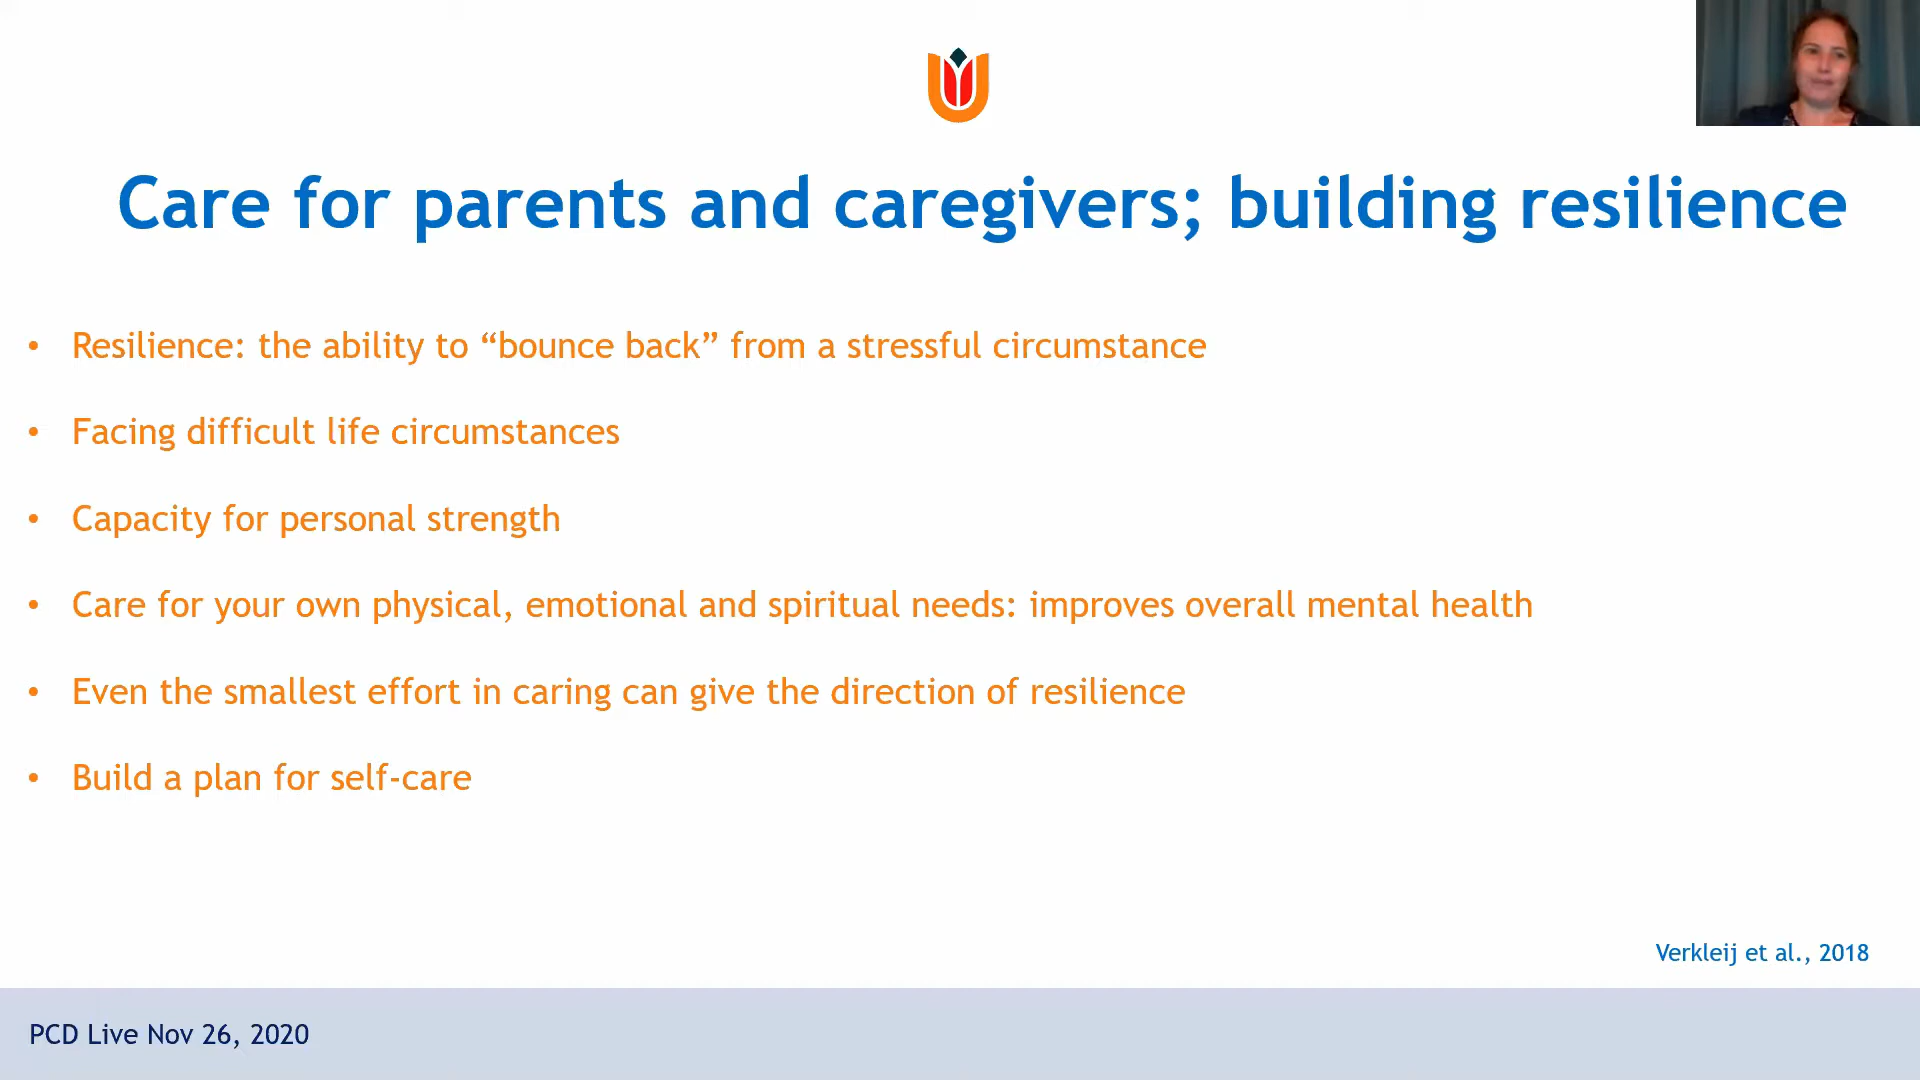 Care for parents and caregivers; building resilience
• Resilience: the ability to “bounce back” from a stressful circumstance
• Facing difficult life circumstances
• Capacity for personal strength
• Care for your own physical, emotional and spiritual needs: improves overall mental health
• Even the smallest effort in caring can give the direction of resilience
• Build a plan for self-care
Verkleij et al., 2018
PCD Live Nov 26, 2020